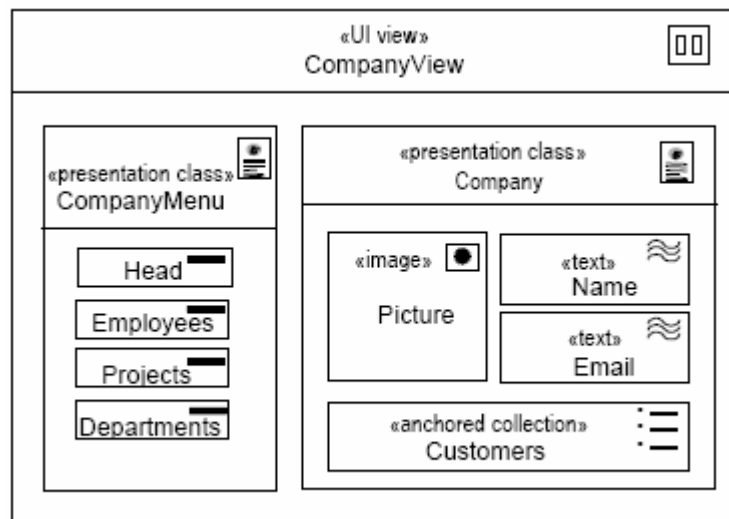 «UI view»
CompanyView
«presentation class»
CompanyMenu
Head
Employees
Projects
Departments
«presentation class»
Company
«image»
Picture
«text»
Name
«text»
Email
«anchored collection»
Customers